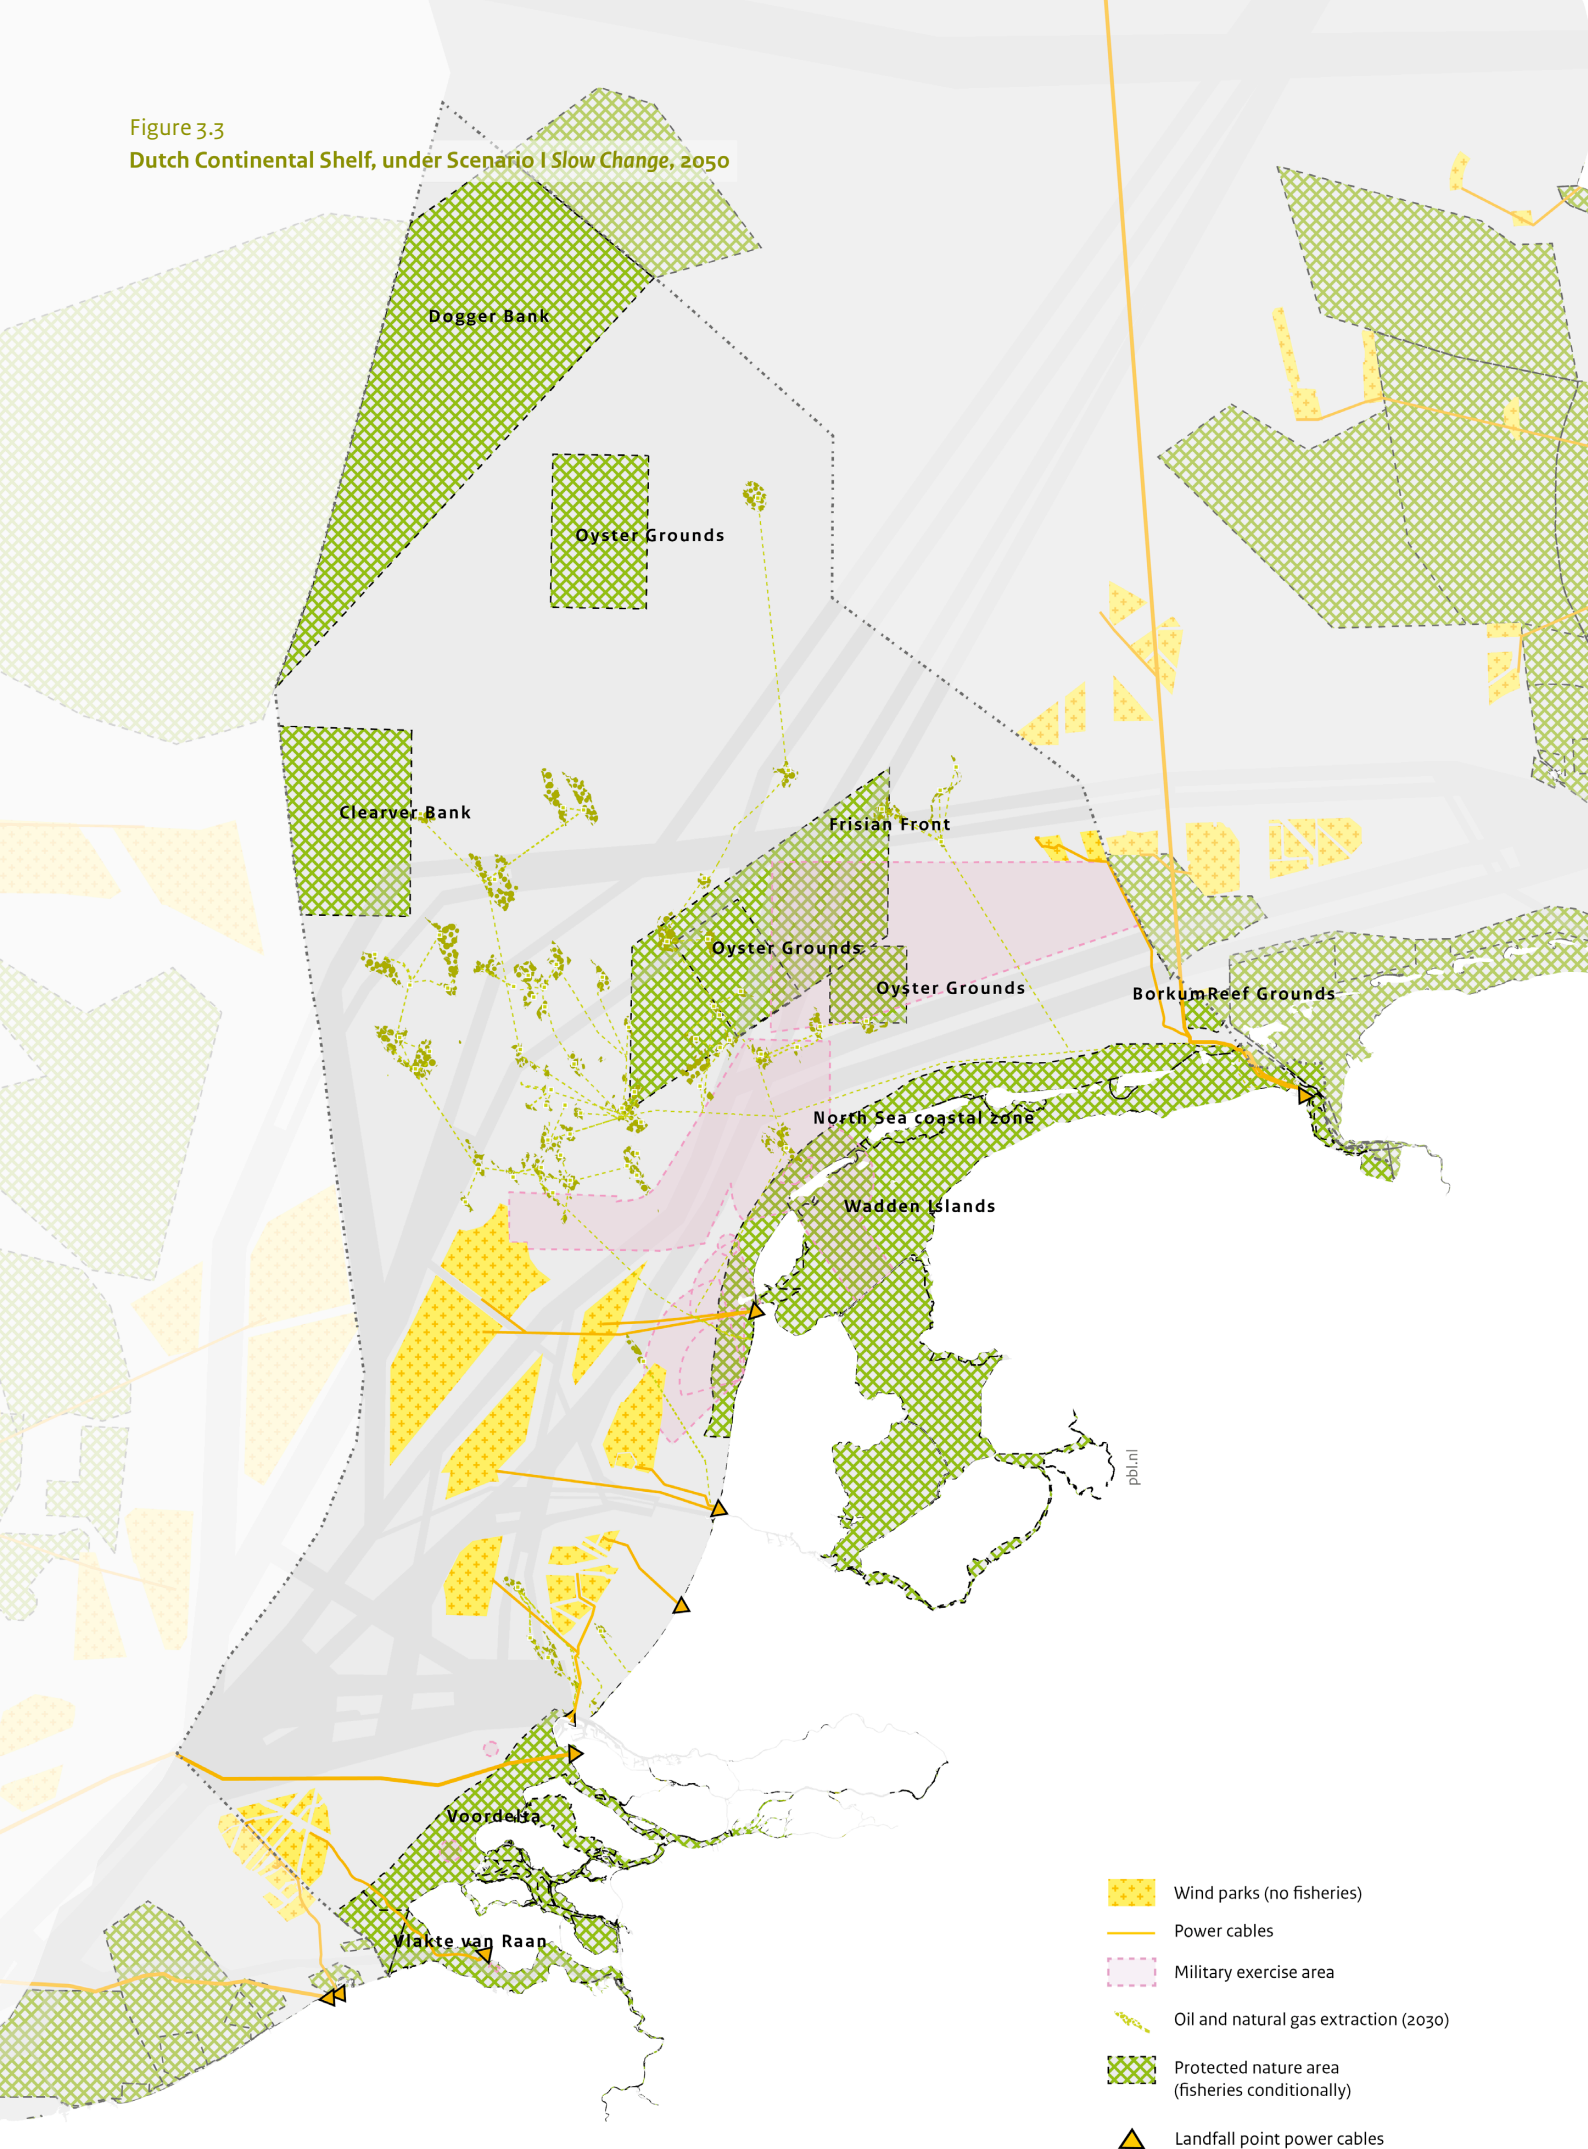 Figure 3.3
Dutch Continental Shelf, under Scenario I Slow Change, 2050
Dogger Bank
Oyster Grounds
Clearver Bank
Frisian Front
Oyster Grounds
Oyster Grounds
BorkumReef Grounds
North Sea coastal zone
Wadden Islands
pbl.nl
Voordelta
Vlakte van Raan
Wind parks (no fisheries)
Power cables
Military exercise area
Oil and natural gas extraction (2030)
Protected nature area
(fisheries conditionally)
Landfall point power cables